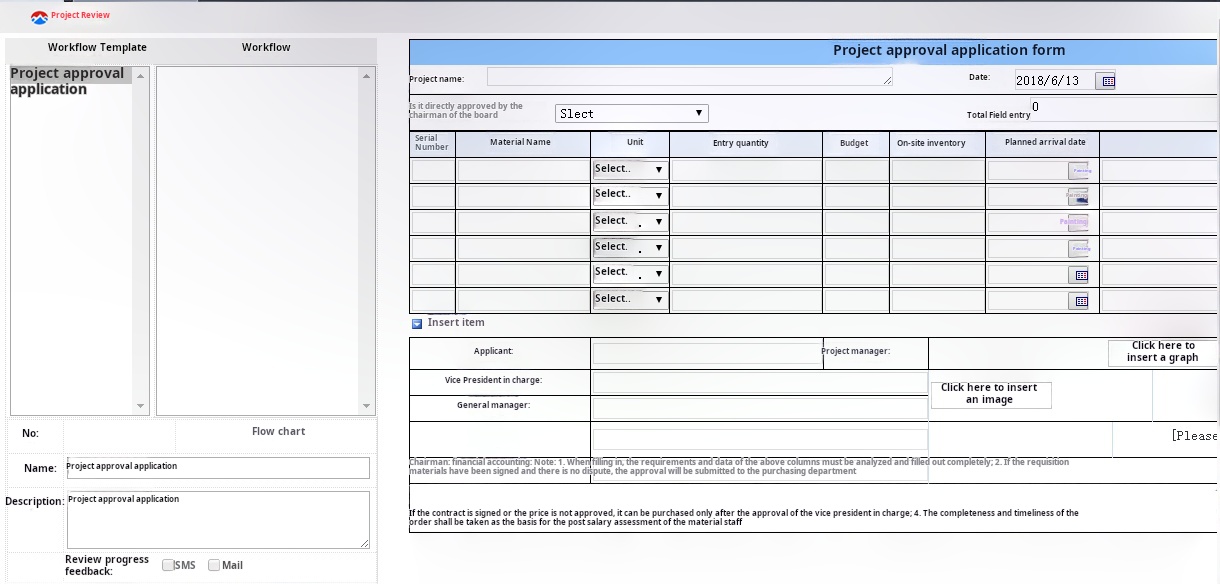 Project Review
Workflow Template
Workflow
Project approval
application
No:
Flow chart
Name:
Project approval application
Description:
Project approval application
Review progress
feedback:
SMS
Mail
Project approval application form
Project name:
Date:
2018/6/13
Is it directly approved by the
chairman of the board
Slect
Total Field entry
0
Serial
Number
Material Name
Unit
Entry quantity
Budget
On-site inventory
Planned arrival date
Select..
Select..
Select. .
Select. .
Select. .
Select..
Insert item
Applicant:
Project manager:
Click here to
insert a graph
Vice President in charge:
Click here to insert
an image
General manager:
[Please
Chairman: financial accounting: Note: 1. When filling in, the requirements and data of the above columns must be analyzed and filled out completely; 2. If the requisition
materials have been signed and there is no dispute, the approval will be submitted to the purchasing department
If the contract is signed or the price is not approved, it can be purchased only after the approval of the vice president in charge; 4. The completeness and timeliness of the
order shall be taken as the basis for the post salary assessment of the material staff